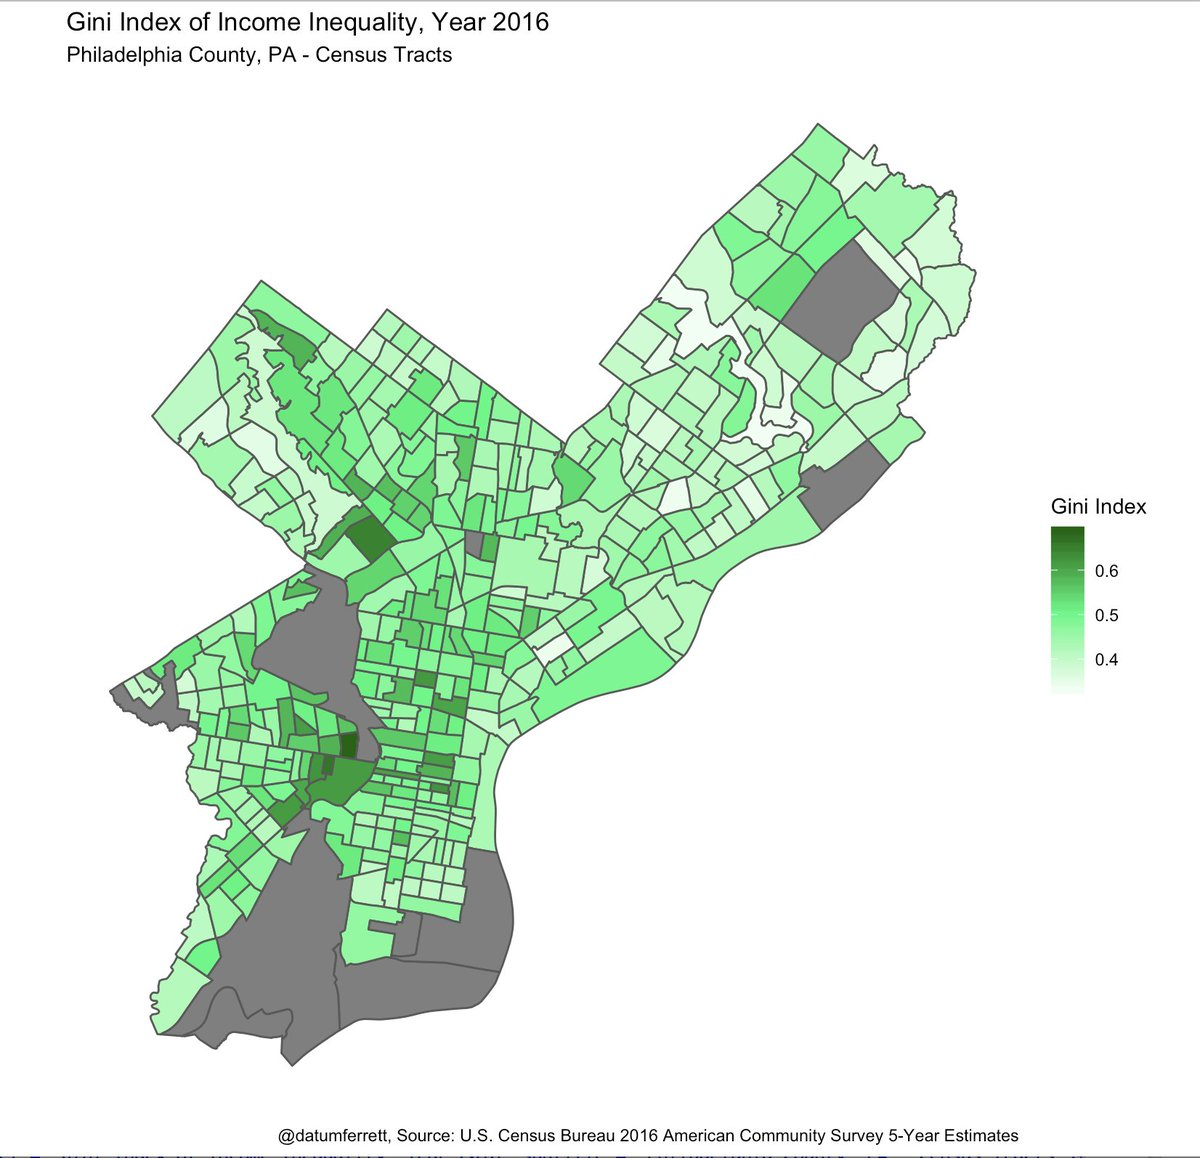 Gini Index of Income Inequality, Year 2016
Philadelphia County, PA - Census Tracts
Gini Index
0.6
0.5
0.4
@datumferrett, Source: U.S. Census Bureau 2016 American Community Survey 5-Year Estimates